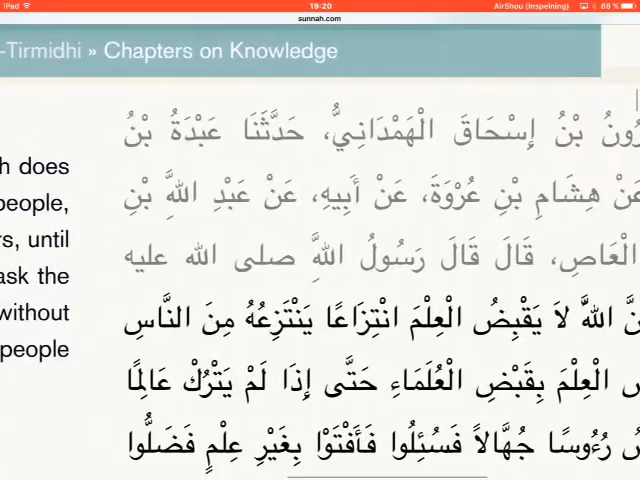 iPad 19:20 AirShou (Inspelning) 88 %
sunnah.com
-Tirmidhi » Chapters on Knowledge
h does
people,
rs, until
ask the
without
people
بْنُ إِسْحَاقَ الْهَمْدَانِيُّ، حَدَّثَنَا عَبْدَةُ بْنُ
عَنْ هِشَامِ بْنِ عُرْوَةَ، عَنْ أَبِيهِ، عَنْ عَبْدِ اللَّهِ بْنِ
الْعَاصِ، قَالَ قَالَ رَسُولُ اللَّهِ صلى الله عليه
اللَّهَ لاَ يَقْبِضُ الْعِلْمَ انْتِزَاعًا يَنْتَزِعُهُ مِنَ النَّاسِ
الْعِلْمَ بِقَبْضِ الْعُلَمَاءِ حَتَّى إِذَا لَمْ يَتْرُكْ عَالِمًا
رُءُوسًا جُهَّالاً فَسُئِلُوا فَأَفْتَوْا بِغَيْرِ عِلْمٍ فَضَلُّوا